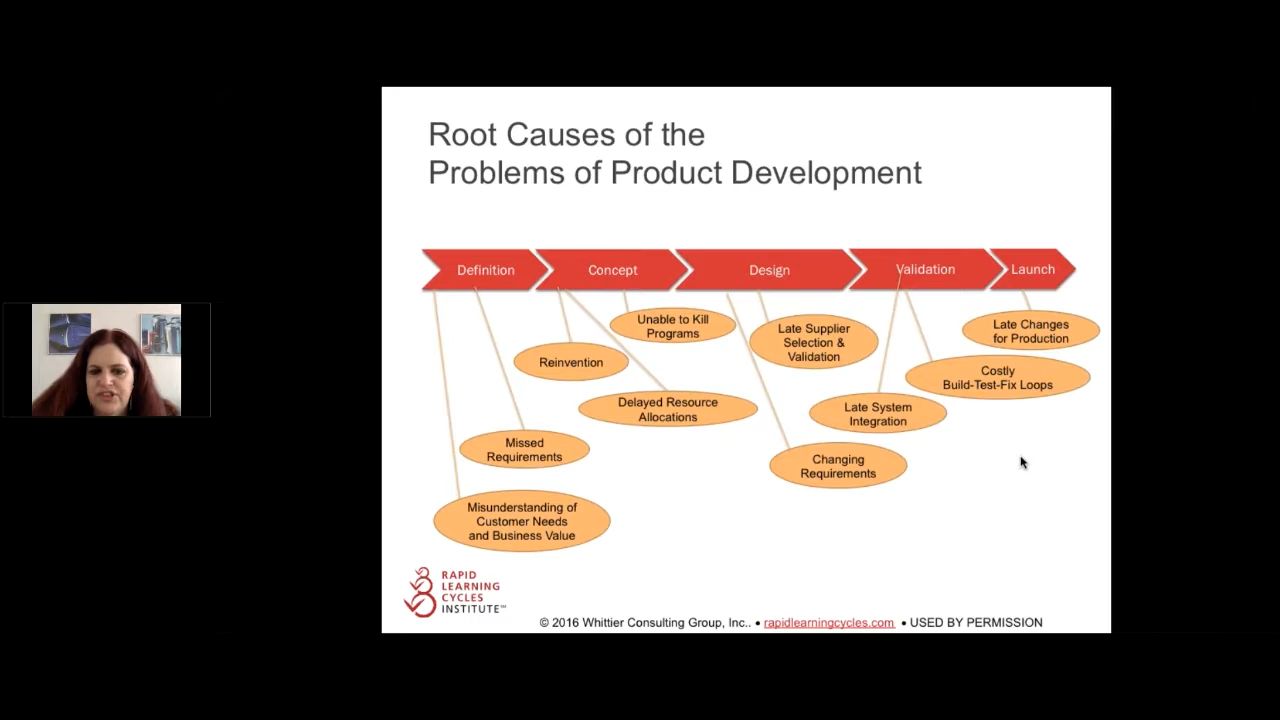 Root Causes of the
Problems of Product Development
Definition
Concept
Design
Validation
Launch
Unable to Kill
Programs
Late Supplier
Selection &
Validation
Late Changes
for Production
Reinvention
Costly
Build-Test-Fix Loops
Delayed Resource
Allocations
Late System
Integration
Missed
Requirements
Changing
Requirements
Misunderstanding of
Customer Needs
and Business Value
RAPID
LEARNING
CYCLES
INSTITUTE™
© 2016 Whittier Consulting Group, Inc.. • rapidlearningcycles.com • USED BY PERMISSION